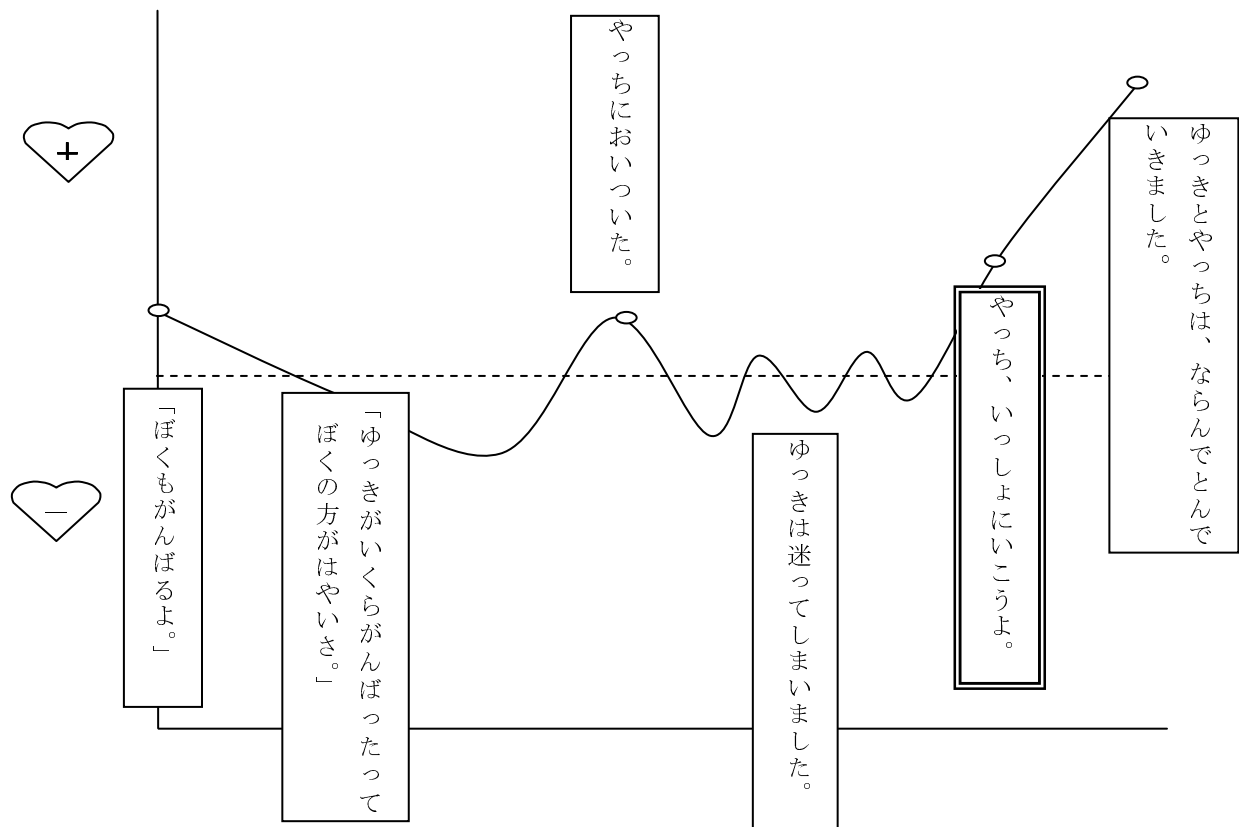 +
「ぼくもがんばるよ。」
「ゆっきがいくらがんばったって
ぼくの方がはやいさ。」
やっちにおいついた。
ゆっきは迷ってしまいました。
やっち、いっしょにいこうよ。
ゆっきとやっちは、ならんでとんで
いきました。
－